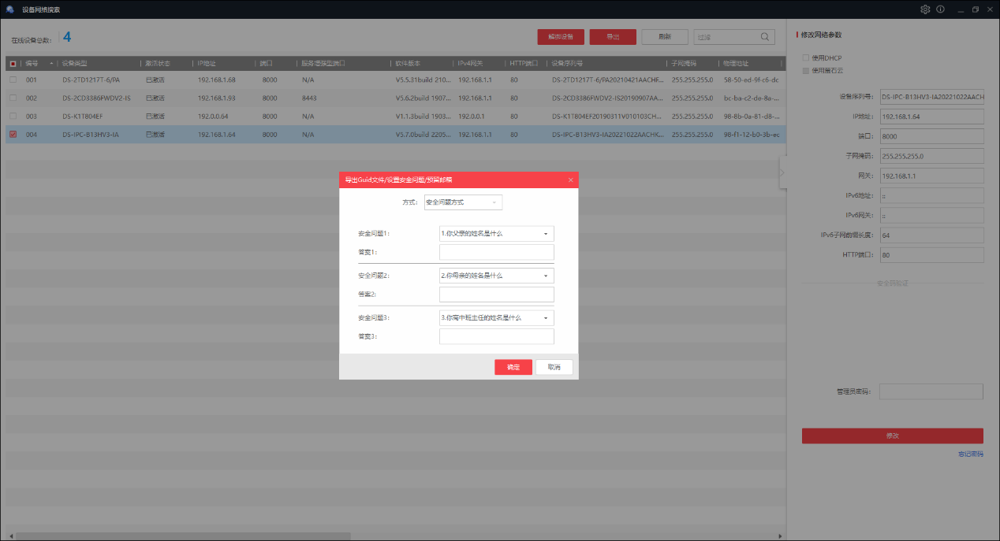 设备网络搜索
在线设备总数: 4
解绑设备 导出 刷新 过滤
编号 设备类型 激活状态 IP地址 端口 服务增强型端口 软件版本 IPv4网关 HTTP端口 设备序列号 子网掩码 物理地址
001 DS-2TD1217T-6/PA 已激活 192.168.1.68 8000 N/A V5.5.31build 210... 192.168.1.1 80 DS-2TD1217T-6/PA20210421AACHF... 255.255.255.0 58-50-ed-9f-c6-dc
002 DS-2CD3386FWDV2-IS 已激活 192.168.1.93 8000 8443 V5.6.2build 1907... 192.168.1.1 80 DS-2CD3386FWDV2-IS20190907AA... 255.255.255.0 bc-ba-c2-de-8a-...
003 DS-K1T804EF 已激活 192.0.0.64 8000 N/A V1.1.3build 1903... 192.0.0.1 80 DS-K1T804EF20190311V010103CH... 255.255.255.0 98-8b-0a-81-d8-...
004 DS-IPC-B13HV3-IA 已激活 192.168.1.64 8000 N/A V5.7.0build 2205... 192.168.1.1 80 DS-IPC-B13HV3-IA20221022AACHK... 255.255.255.0 98-f1-12-b0-3b-ec
导出Guid文件/设置安全问题/预留邮箱
方式: 安全问题方式
安全问题1: 1.你父亲的姓名是什么
答案1:
安全问题2: 2.你母亲的姓名是什么
答案2:
安全问题3: 3.你高中班主任的姓名是什么
答案3:
确定 取消
修改网络参数
使用DHCP
使用萤石云
设备序列号: DS-IPC-B13HV3-IA20221022AACH
IP地址: 192.168.1.64
端口: 8000
子网掩码: 255.255.255.0
网关: 192.168.1.1
IPv6地址: ::
IPv6网关: ::
IPv6子网前缀长度: 64
HTTP端口: 80
安全码验证
管理员密码:
修改
忘记密码